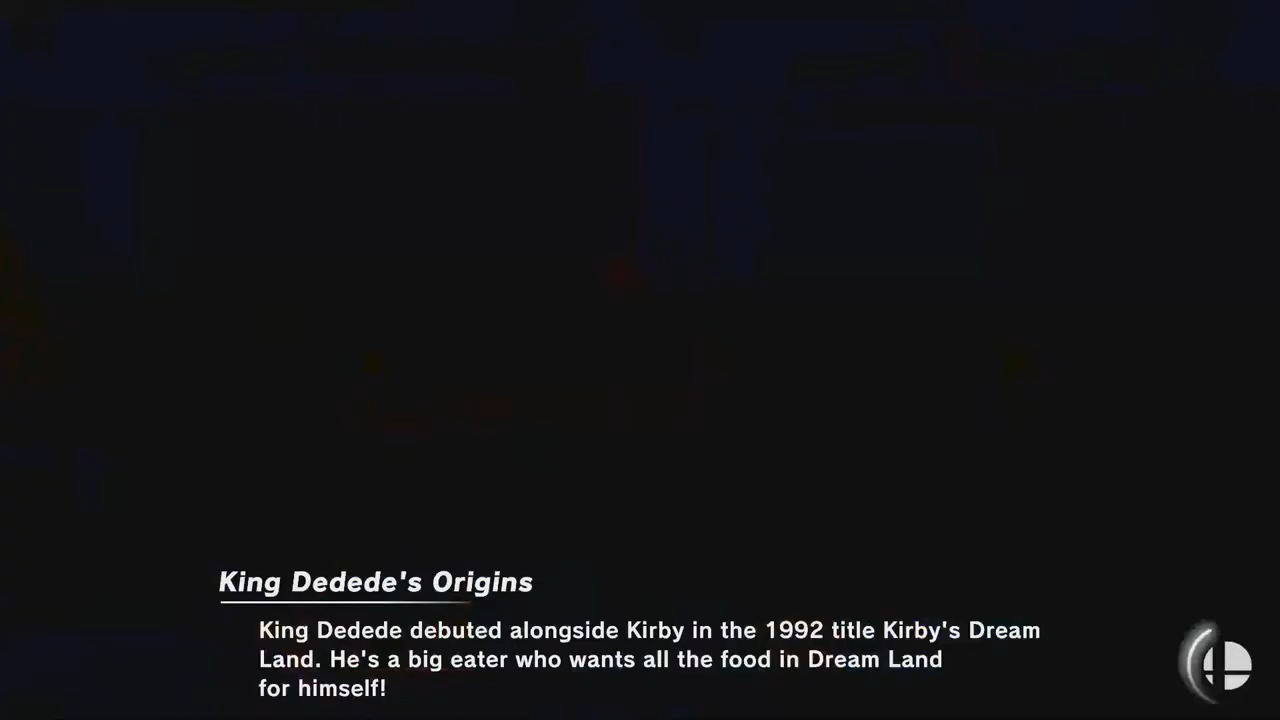 King Dedede's Origins
King Dedede debuted alongside Kirby in the 1992 title Kirby's Dream
Land. He's a big eater who wants all the food in Dream Land
for himself!